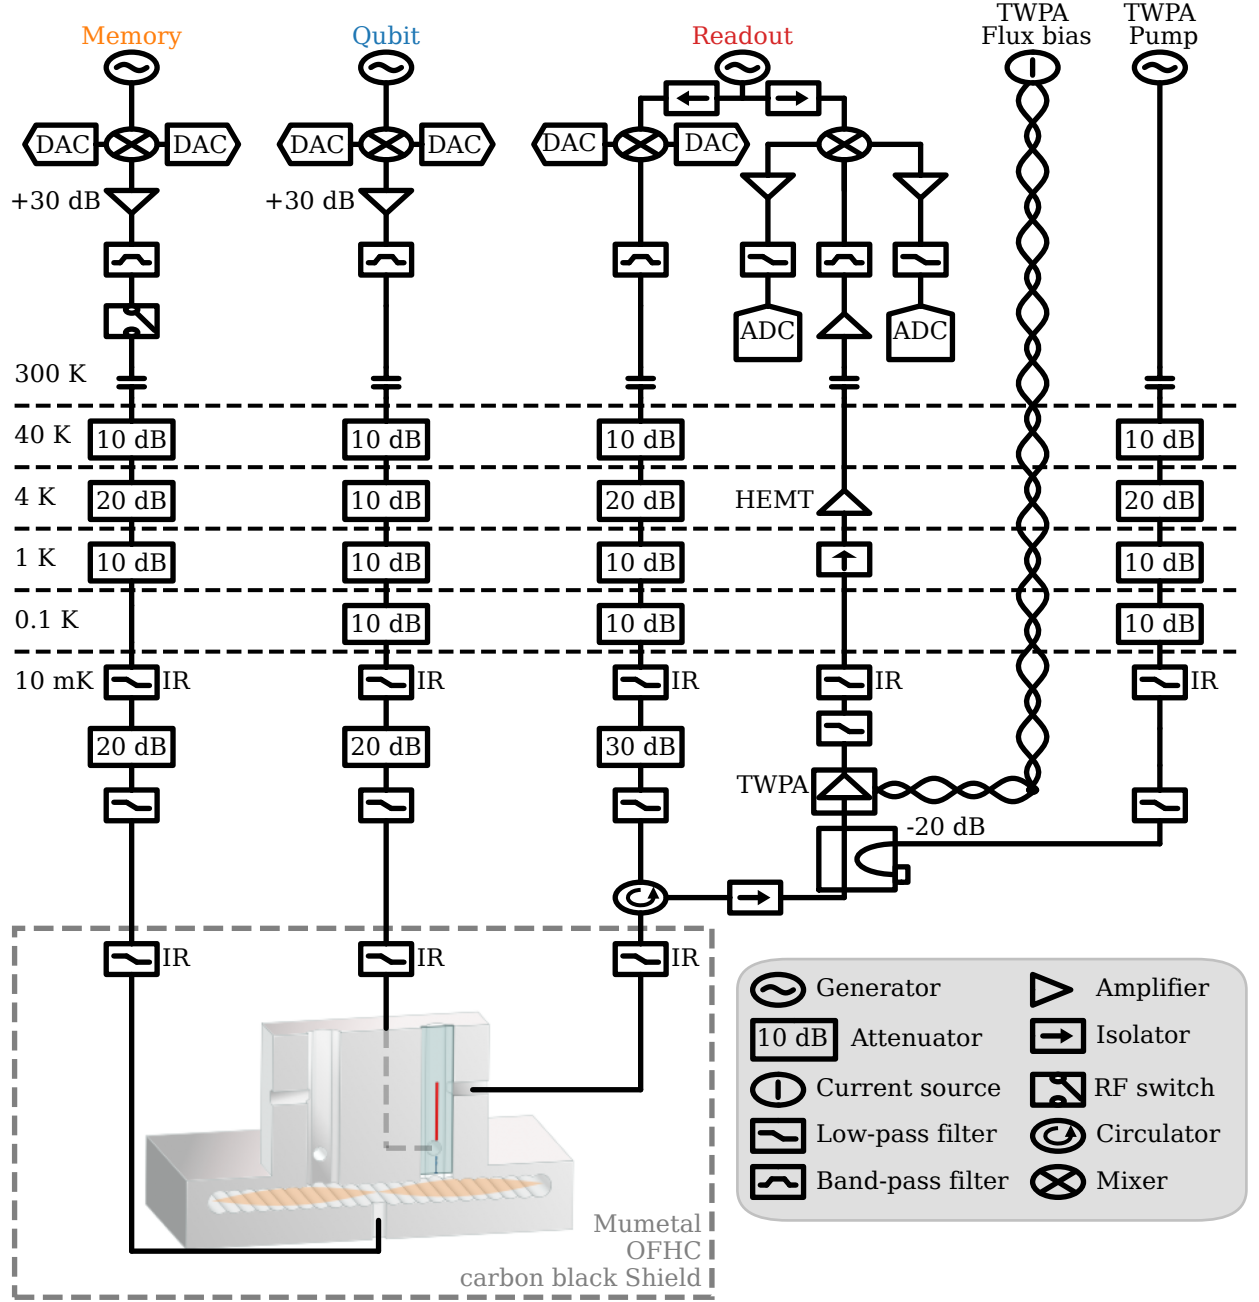 Memory
Qubit
Readout
TWPA
Flux bias
TWPA
Pump
DAC DAC DAC DAC DAC DAC
+30 dB +30 dB
ADC ADC
300 K
40 K 10 dB 10 dB 10 dB 10 dB
4 K 20 dB 10 dB 20 dB HEMT 20 dB
1 K 10 dB 10 dB 10 dB 10 dB
0.1 K 10 dB 10 dB 10 dB
10 mK IR IR IR IR IR
20 dB 20 dB 30 dB
TWPA
-20 dB
IR IR IR
Mumetal
OFHC
carbon black Shield
Generator
10 dB Attenuator
Current source
Low-pass filter
Band-pass filter
Amplifier
Isolator
RF switch
Circulator
Mixer